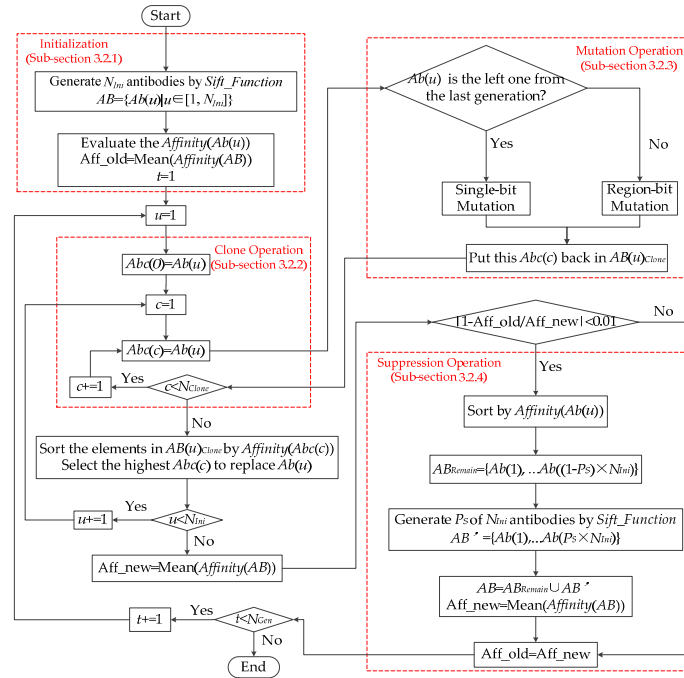 Start
Initialization
(Sub-section 3.2.1)
Generate NIni antibodies by Sift_Function
AB={Ab(u)|u∈[1, NIni]}
Evaluate the Affinity(Ab(u))
Aff_old=Mean(Affinity(AB))
t=1
u=1
Clone Operation
(Sub-section 3.2.2)
Abc(0)=Ab(u)
c=1
Abc(c)=Ab(u)
c+=1
Yes
c<NClone
No
Sort the elements in AB(u)Clone by Affinity(Abc(c))
Select the highest Abc(c) to replace Ab(u)
u+=1
Yes
u<NIni
No
Aff_new=Mean(Affinity(AB))
t+=1
Yes
t<NGen
No
End
Mutation Operation
(Sub-section 3.2.3)
Ab(u) is the left one from
the last generation?
Yes
No
Single-bit
Mutation
Region-bit
Mutation
Put this Abc(c) back in AB(u)Clone
|1-Aff_old/Aff_new|<0.01
No
Yes
Suppression Operation
(Sub-section 3.2.4)
Sort by Affinity(Ab(u))
ABRemain={Ab(1), …Ab((1-Ps)×NIni)}
Generate Ps of NIni antibodies by Sift_Function
AB′={Ab(1),…Ab(Ps×NIni)}
AB=ABRemain∪AB′
Aff_new=Mean(Affinity(AB))
Aff_old=Aff_new